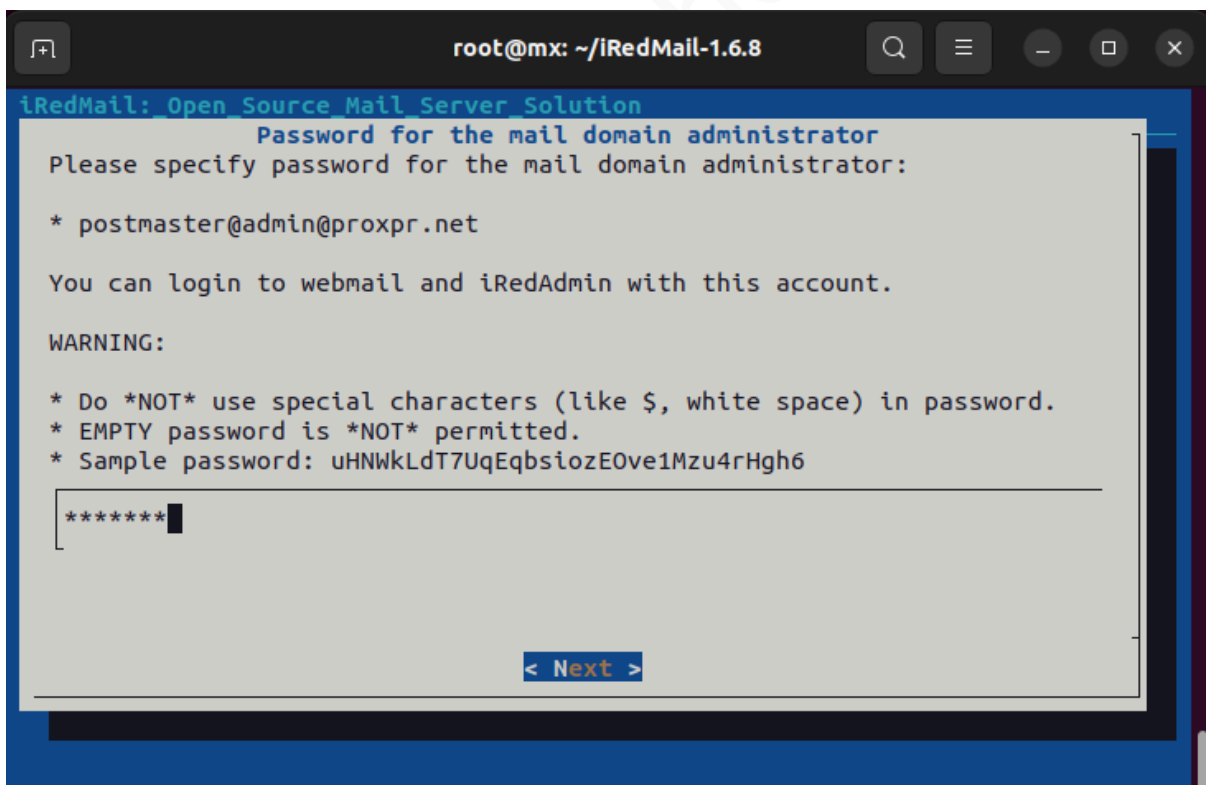 root@mx: ~/iRedMail-1.6.8
iRedMail:_Open_Source_Mail_Server_Solution
Password for the mail domain administrator
Please specify password for the mail domain administrator:
* postmaster@admin@proxpr.net
You can login to webmail and iRedAdmin with this account.
WARNING:
* Do *NOT* use special characters (like $, white space) in password.
* EMPTY password is *NOT* permitted.
* Sample password: uHNWkLdT7UqEqbsiozEOve1Mzu4rHgh6
*******
< Next >